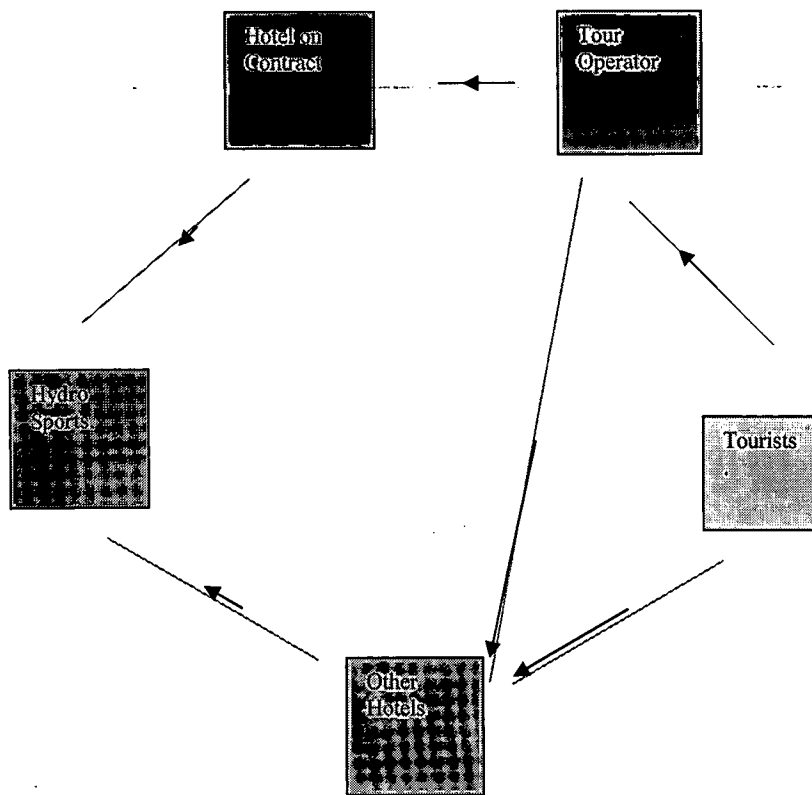 Hotel on
Contract
Tour
Operator
Hydro
Sports
Tourists
Other
Hotels